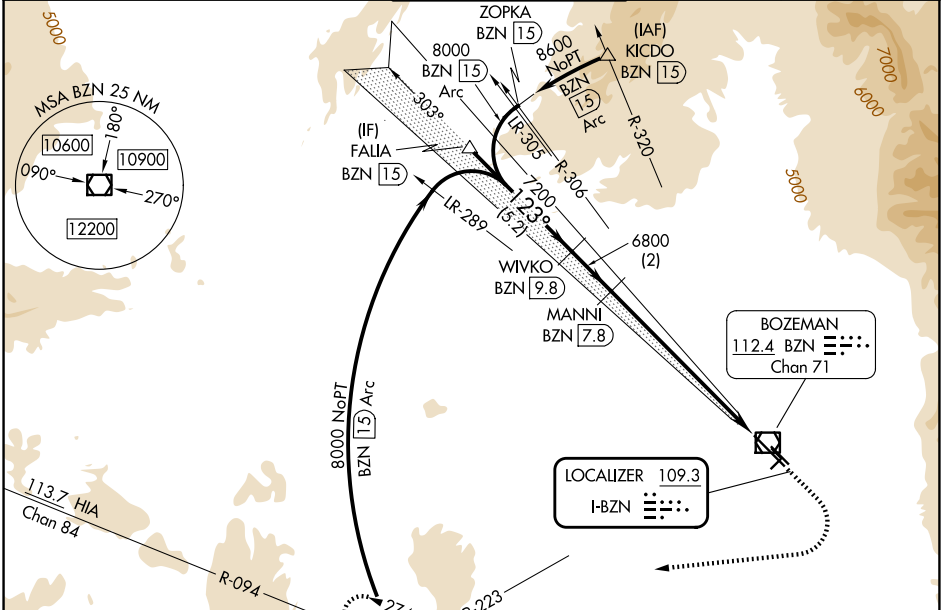 5000
MSA BZN 25 NM
180°
10600
10900
090°
270°
12200
ZOPKA
BZN 15
8000
BZN 15
Arc
8600
NoPT
BZN
15
Arc
(IAF)
KICDO
BZN 15
7000
6000
5000
303°
(IF)
FALIA
BZN 15
LR-305
R-306
R-320
LR-289
7200
123°
(5.2)
6800
(2)
WIVKO
BZN 9.8
MANNI
BZN 7.8
BOZEMAN
112.4 BZN
Chan 71
8000 NoPT
BZN 15 Arc
LOCALIZER 109.3
I-BZN
113.7 HIA
Chan 84
R-094